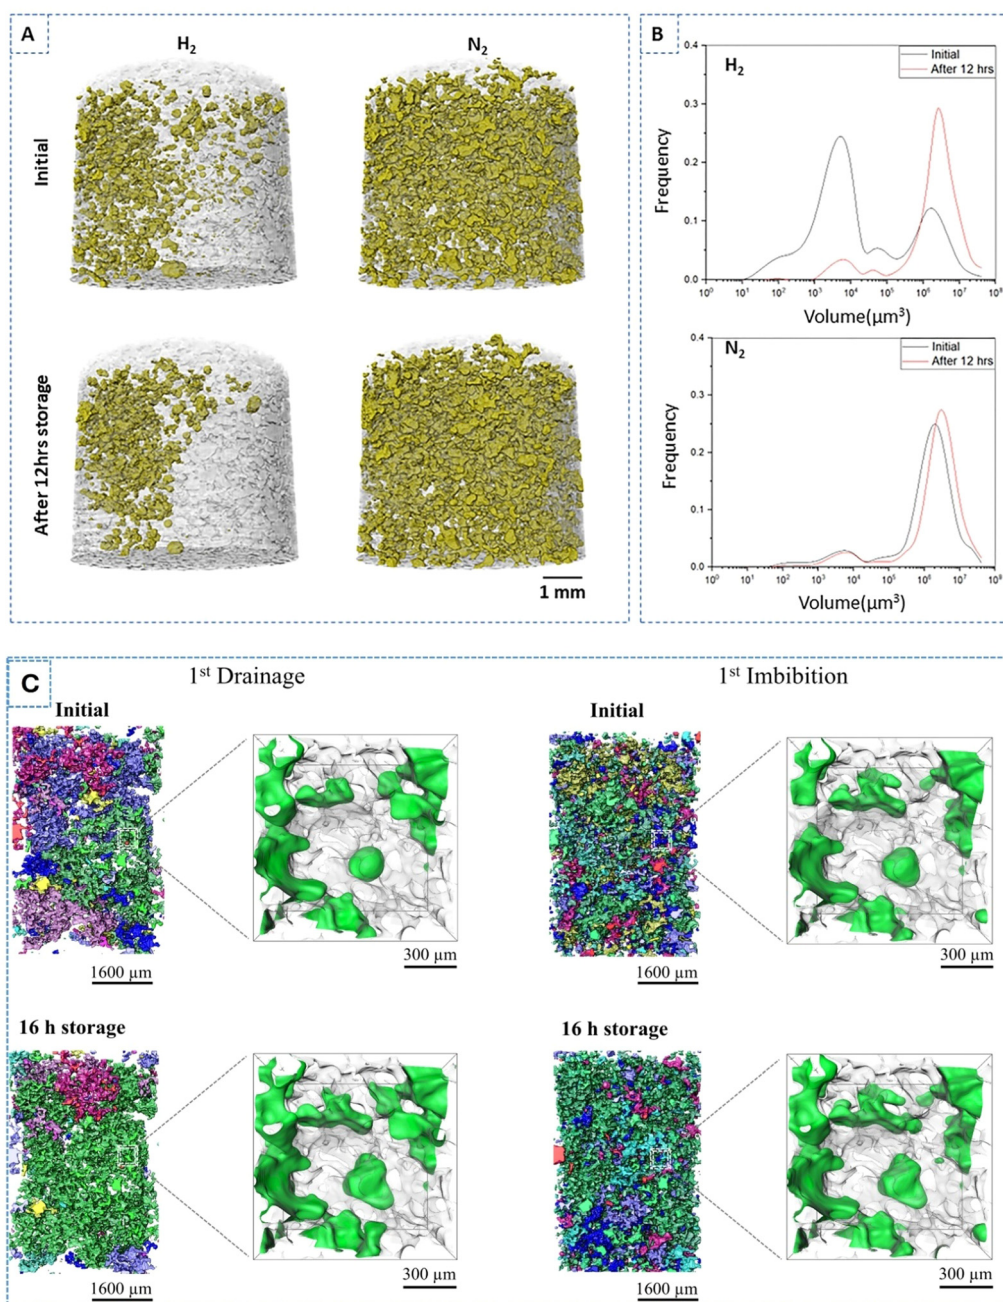 A
H₂
N₂
Initial
After 12hrs storage
1 mm
B
H₂
Initial
After 12 hrs
Frequency
0.4
0.3
0.2
0.1
0.0
10⁰ 10¹ 10² 10³ 10⁴ 10⁵ 10⁶ 10⁷ 10⁸
Volume(µm³)
N₂
Initial
After 12 hrs
Frequency
0.4
0.3
0.2
0.1
0.0
10⁰ 10¹ 10² 10³ 10⁴ 10⁵ 10⁶ 10⁷ 10⁸
Volume(µm³)
C
1st Drainage
1st Imbibition
Initial
Initial
1600 µm
300 µm
1600 µm
300 µm
16 h storage
16 h storage
1600 µm
300 µm
1600 µm
300 µm